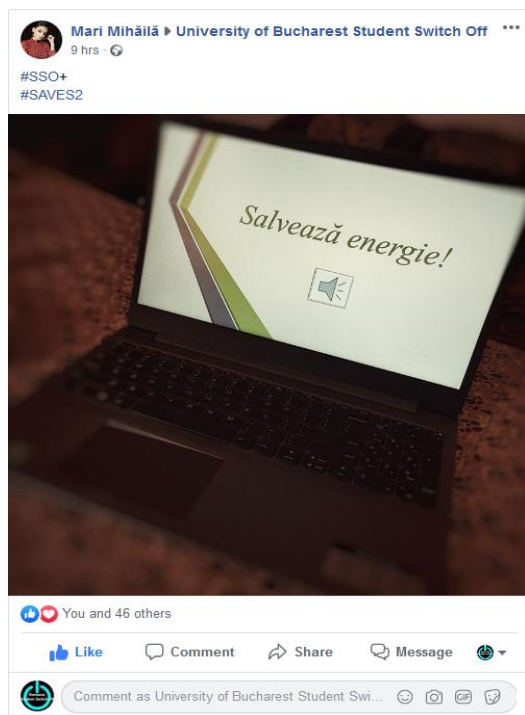 Mari Mihăilă ▶ University of Bucharest Student Switch Off
9 hrs ·
#SSO+
#SAVES2
Salvează energie!
You and 46 others
Like Comment Share Message
Comment as University of Bucharest Student Swi... GIF